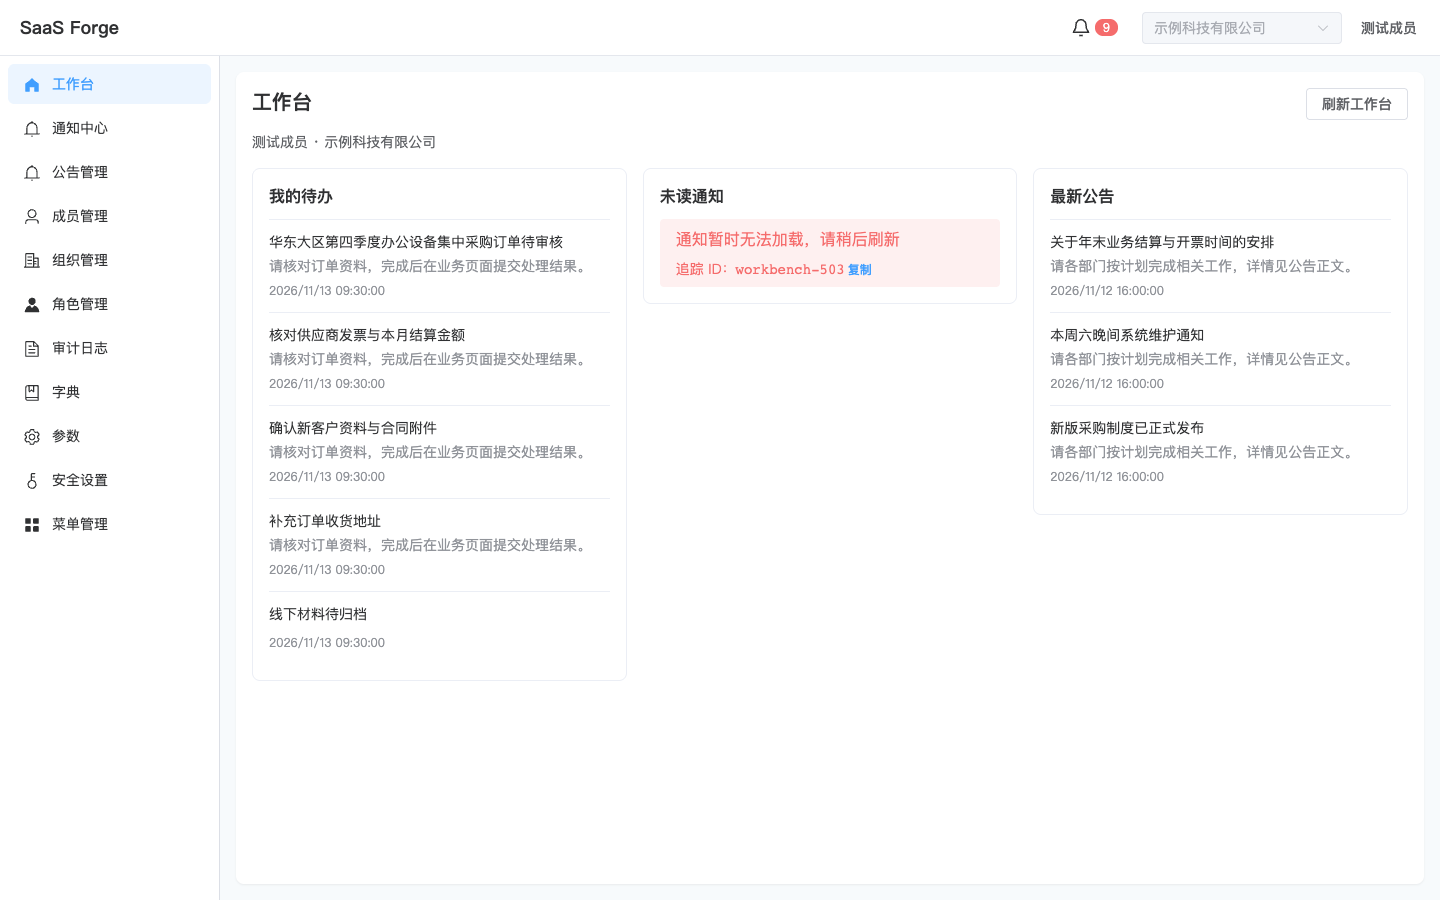 SaaS Forge
9
示例科技有限公司
测试成员
工作台
通知中心
公告管理
成员管理
组织管理
角色管理
审计日志
字典
参数
安全设置
菜单管理
工作台
刷新工作台
测试成员 · 示例科技有限公司
我的待办
华东大区第四季度办公设备集中采购订单待审核
请核对订单资料，完成后在业务页面提交处理结果。
2026/11/13 09:30:00
核对供应商发票与本月结算金额
请核对订单资料，完成后在业务页面提交处理结果。
2026/11/13 09:30:00
确认新客户资料与合同附件
请核对订单资料，完成后在业务页面提交处理结果。
2026/11/13 09:30:00
补充订单收货地址
请核对订单资料，完成后在业务页面提交处理结果。
2026/11/13 09:30:00
线下材料待归档
2026/11/13 09:30:00
未读通知
通知暂时无法加载，请稍后刷新
追踪 ID：workbench-503 复制
最新公告
关于年末业务结算与开票时间的安排
请各部门按计划完成相关工作，详情见公告正文。
2026/11/12 16:00:00
本周六晚间系统维护通知
请各部门按计划完成相关工作，详情见公告正文。
2026/11/12 16:00:00
新版采购制度已正式发布
请各部门按计划完成相关工作，详情见公告正文。
2026/11/12 16:00:00